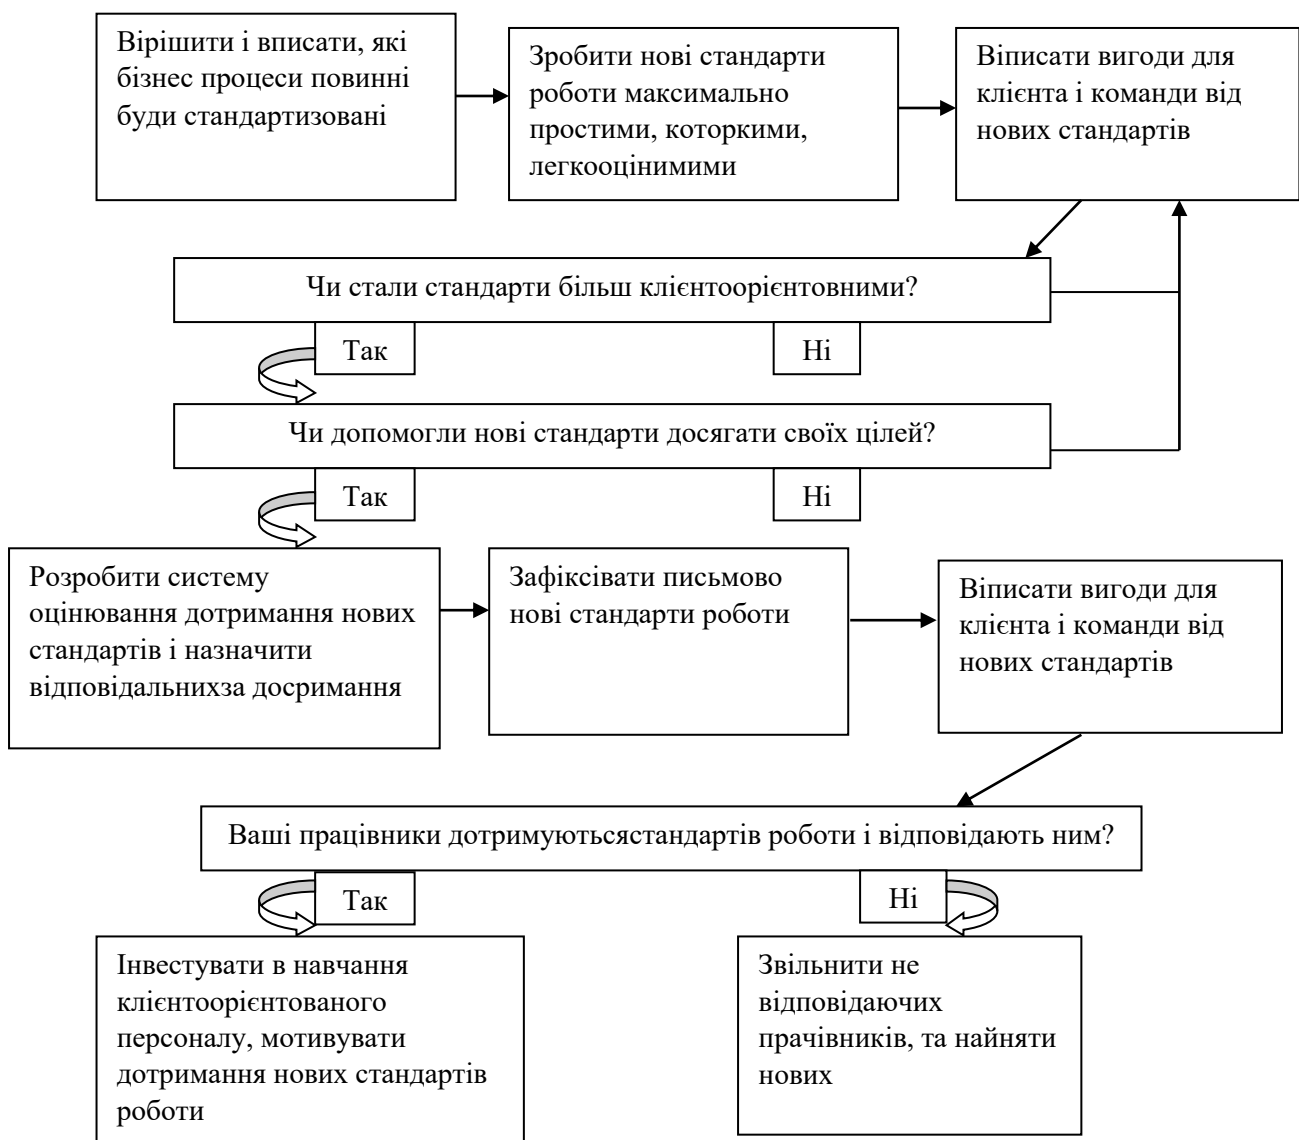 Вірішити і вписати, які
бізнес процеси повинні
буди стандартизовані
Зробити нові стандарти
роботи максимально
простими, которкими,
легкооцінимими
Віписати вигоди для
клієнта і команди від
нових стандартів
Чи стали стандарти більш клієнтоорієнтовними?
Так
Ні
Чи допомогли нові стандарти досягати своїх цілей?
Так
Ні
Розробити систему
оцінювання дотримання нових
стандартів і назначити
відповідальнихза досримання
Зафіксівати письмово
нові стандарти роботи
Віписати вигоди для
клієнта і команди від
нових стандартів
Ваші працівники дотримуютьсястандартів роботи і відповідають ним?
Так
Ні
Інвестувати в навчання
клієнтоорієнтованого
персоналу, мотивувати
дотримання нових стандартів
роботи
Звільнити не
відповідаючих
прачівників, та найняти
нових